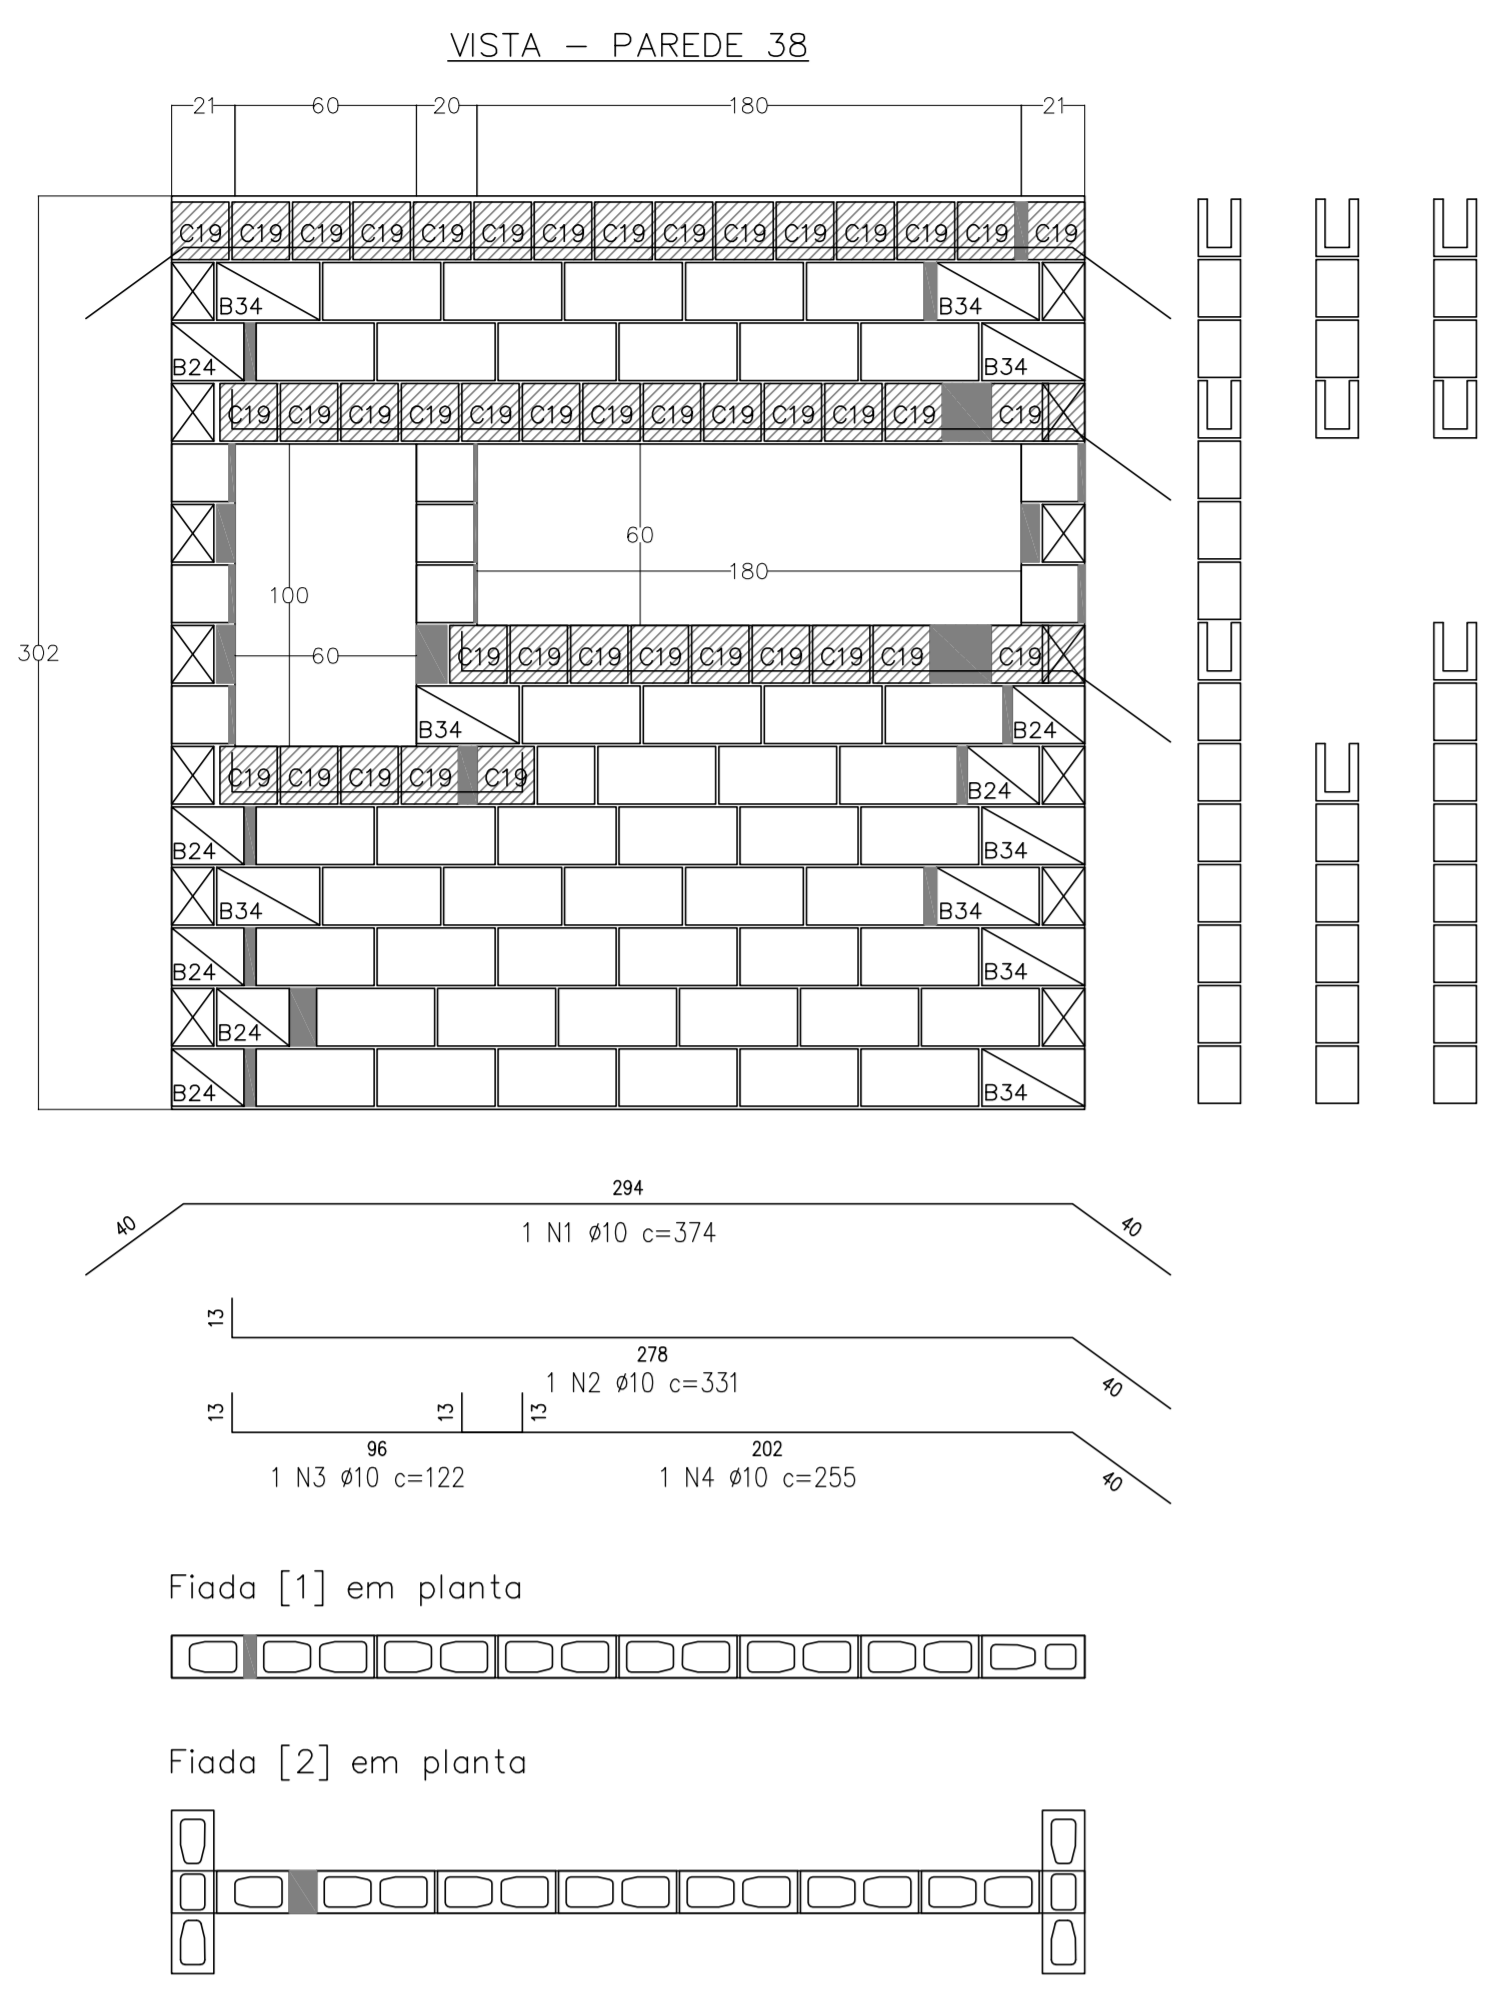 VISTA - PAREDE 38
21 60 20 180 21
C19 C19 C19 C19 C19 C19 C19 C19 C19 C19 C19 C19 C19 C19 C19
B34 B34
B24 B34
C19 C19 C19 C19 C19 C19 C19 C19 C19 C19 C19 C19 C19
60
180
100
302
60
C19 C19 C19 C19 C19 C19 C19 C19 C19
B34 B24
C19 C19 C19 C19 C19 B24
B24 B34
B34 B34
B24 B34
B24
B24 B34
294
40 40
1 N1 ø10 c=374
13
278
1 N2 ø10 c=331
40
13 13 13
96 202
1 N3 ø10 c=122 1 N4 ø10 c=255
40
Fiada [1] em planta
Fiada [2] em planta